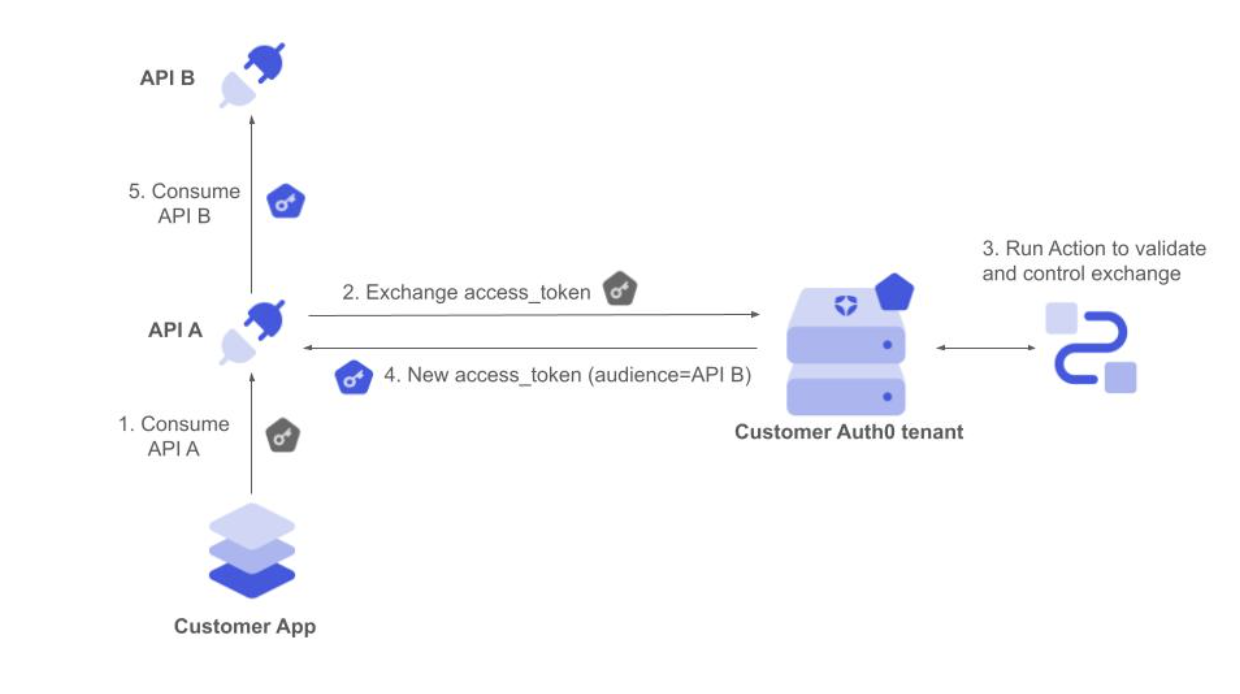 API B
5. Consume
API B
3. Run Action to validate
and control exchange
2. Exchange access_token
API A
4. New access_token (audience=API B)
1. Consume
API A
Customer Auth0 tenant
Customer App